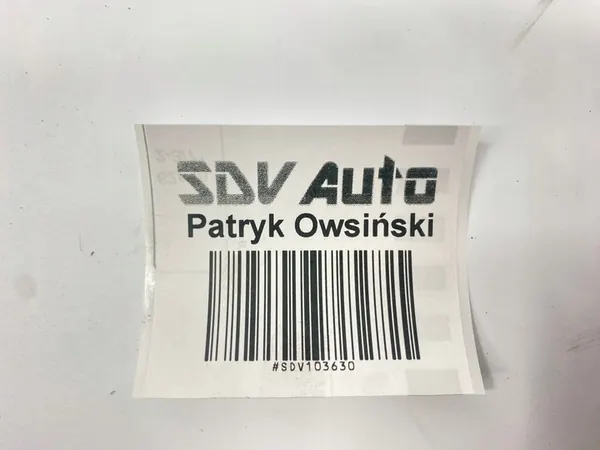 SDV Auto
Patryk Owsiński
#SDV103630